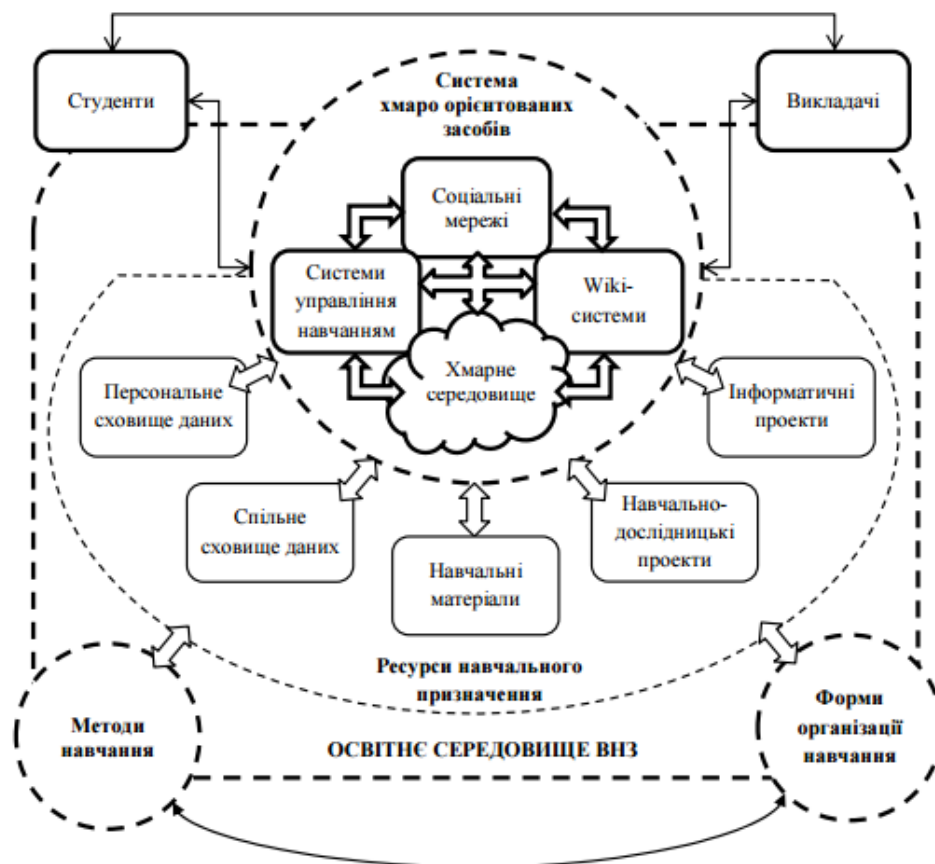 Студенти
Система
хмаро орієнтованих
засобів
Викладачі
Соціальні
мережі
Системи
управління
навчанням
Wiki-
системи
Хмарне
середовище
Персональне
сховище даних
Інформатичні
проекти
Спільне
сховище даних
Навчально-
дослідницькі
проекти
Навчальні
матеріали
Ресурси навчального
призначення
Методи
навчання
Форми
організації
навчання
ОСВІТНЄ СЕРЕДОВИЩЕ ВНЗ